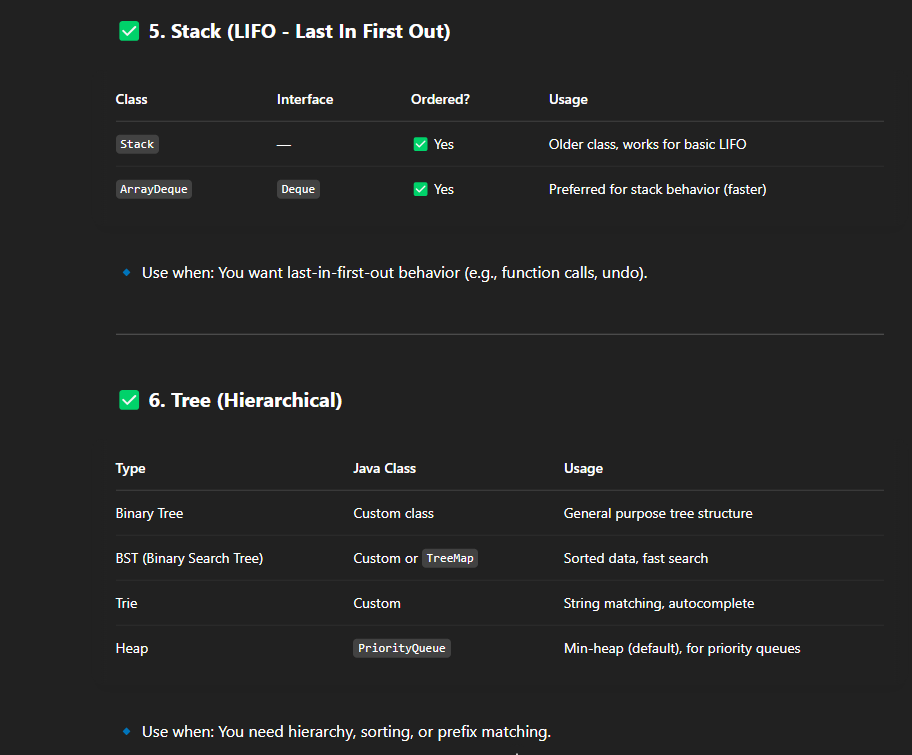 ✅ 5. Stack (LIFO - Last In First Out)
Class Interface Ordered? Usage
Stack — ✅ Yes Older class, works for basic LIFO
ArrayDeque Deque ✅ Yes Preferred for stack behavior (faster)
🔹 Use when: You want last-in-first-out behavior (e.g., function calls, undo).
✅ 6. Tree (Hierarchical)
Type Java Class Usage
Binary Tree Custom class General purpose tree structure
BST (Binary Search Tree) Custom or TreeMap Sorted data, fast search
Trie Custom String matching, autocomplete
Heap PriorityQueue Min-heap (default), for priority queues
🔹 Use when: You need hierarchy, sorting, or prefix matching.